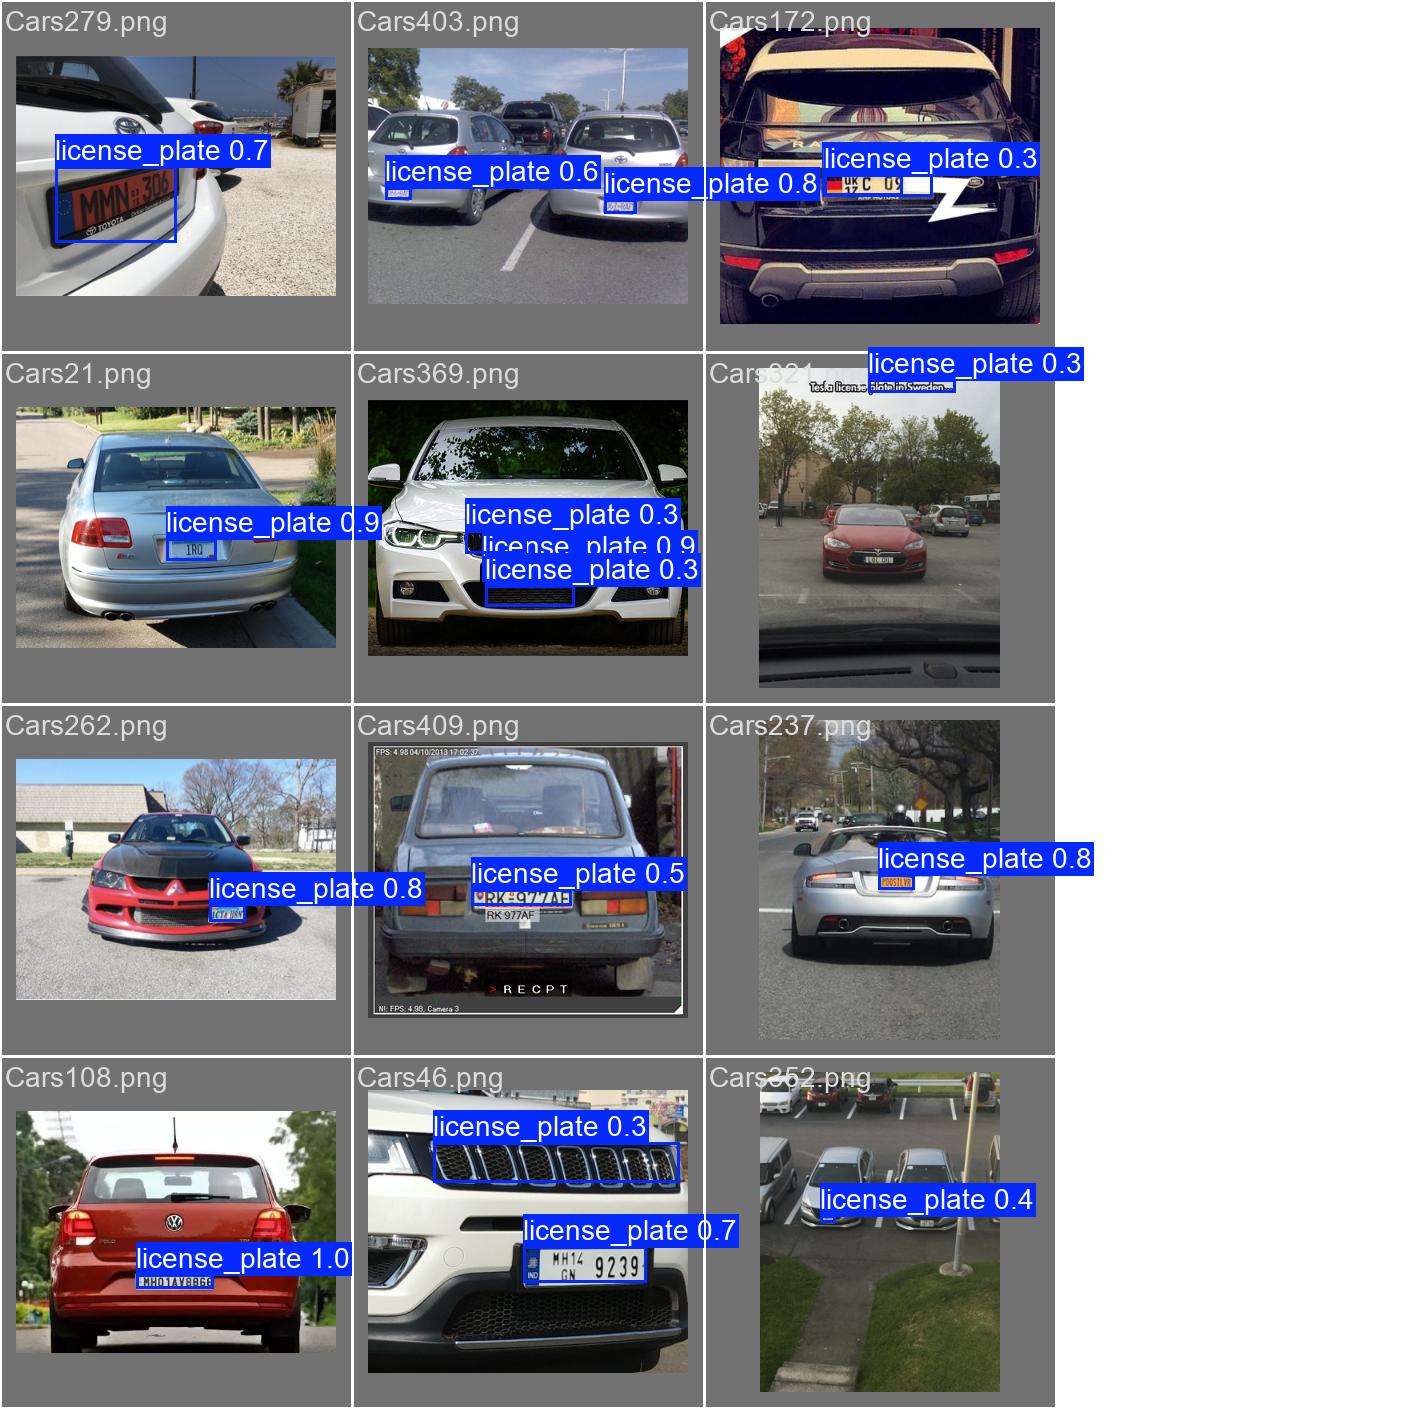 Cars279.png
license_plate 0.7
MMN 306
TOYOTA
Cars403.png
license_plate 0.6
license_plate 0.8
Cars172.png
license_plate 0.3
Cars21.png
license_plate 0.9
1RQ
Cars369.png
license_plate 0.3
license_plate 0.9
license_plate 0.3
Cars321.png
license_plate 0.3
Tesla license plate in Sweden...
LOL OIL
Cars262.png
license_plate 0.8
Cars409.png
FPS: 4.98 04/10/2013 17:02:37
license_plate 0.5
RK-977AF
RK 977AF
> RECPT
N!: FPS: 4.98, Camera 3
Cars237.png
license_plate 0.8
Cars108.png
POLO
license_plate 1.0
MH01AV8866
Cars46.png
license_plate 0.3
license_plate 0.7
IND
MH14
GN 9239
Cars352.png
license_plate 0.4